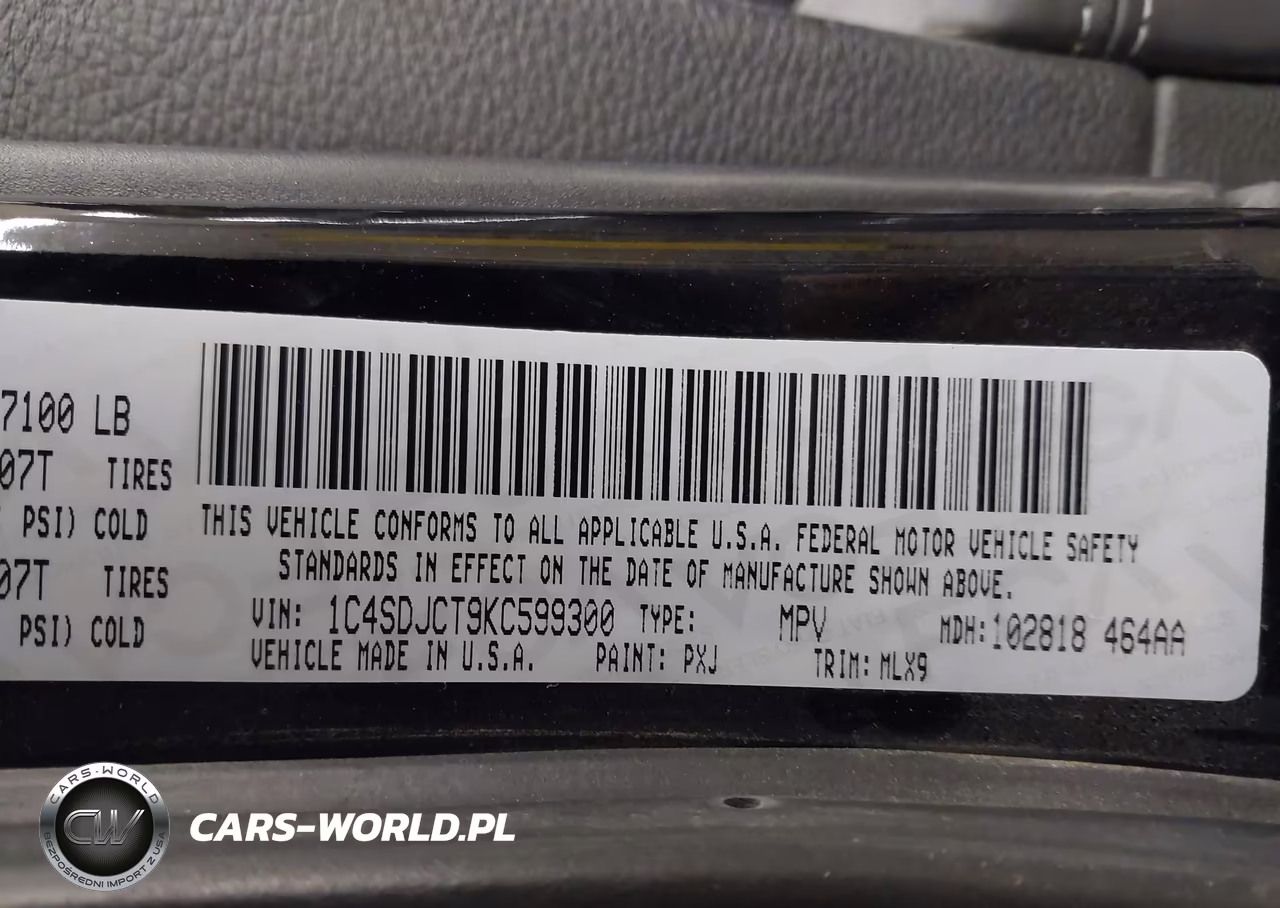 7100 LB
07T TIRES
PSI) COLD
07T TIRES
PSI) COLD
THIS VEHICLE CONFORMS TO ALL APPLICABLE U.S.A. FEDERAL MOTOR VEHICLE SAFETY
STANDARDS IN EFFECT ON THE DATE OF MANUFACTURE SHOWN ABOVE.
VIN: 1C4SDJCT9KC599300 TYPE: MPV MDH:102818 464AA
VEHICLE MADE IN U.S.A. PAINT: PXJ TRIM: MLX9
CARS-WORLD
CW
BEZPOŚREDNI IMPORT Z USA
CARS-WORLD.PL